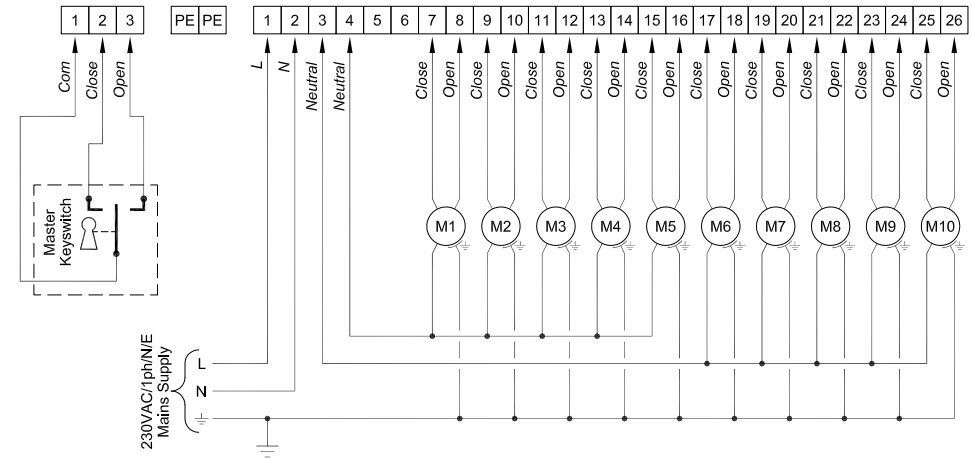 1 2 3 PE PE 1 2 3 4 5 6 7 8 9 10 11 12 13 14 15 16 17 18 19 20 21 22 23 24 25 26
Com
Close
Open
L
N
Neutral
Neutral
Close
Open
Close
Open
Close
Open
Close
Open
Close
Open
Close
Open
Close
Open
Close
Open
Close
Open
Close
Open
Master
Keyswitch
M1 M2 M3 M4 M5 M6 M7 M8 M9 M10
230VAC/1ph/N/E
Mains Supply
L
N